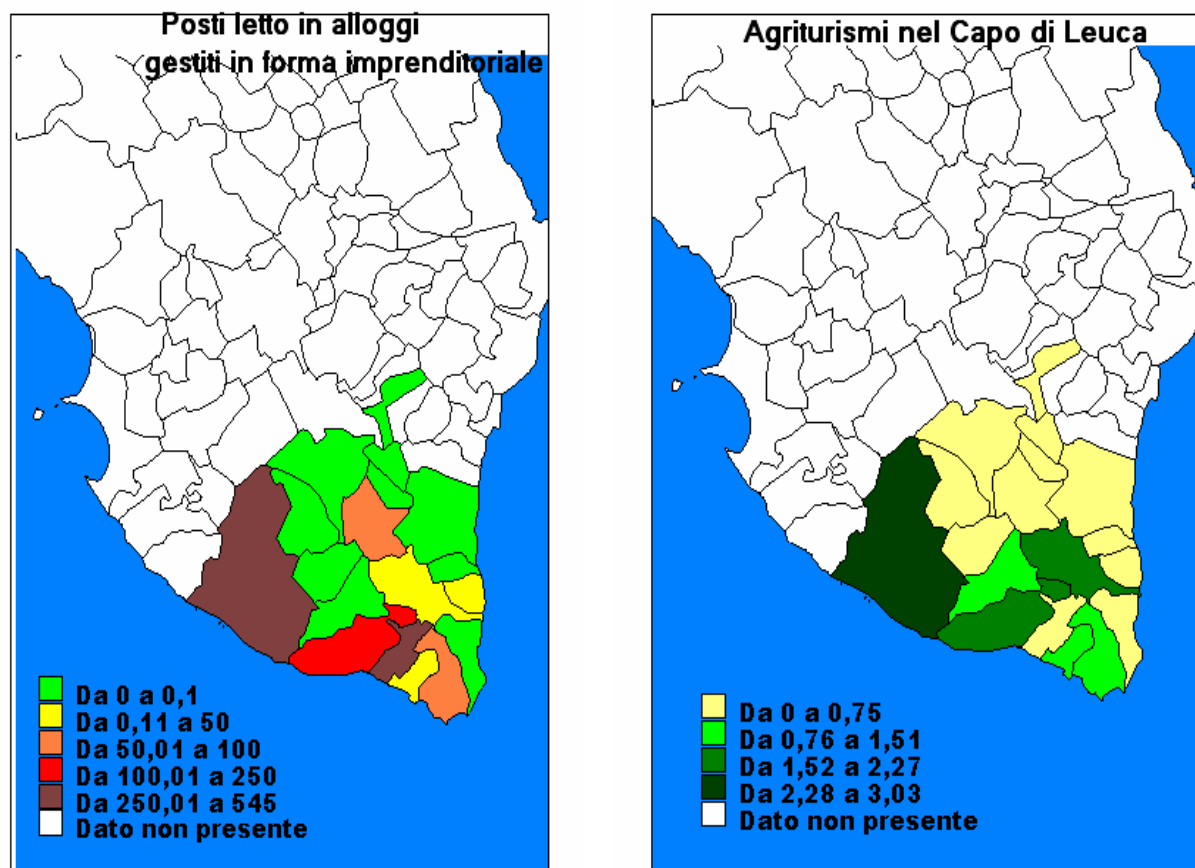 Posti letto in alloggi
gestiti in forma imprenditoriale
Da 0 a 0,1
Da 0,11 a 50
Da 50,01 a 100
Da 100,01 a 250
Da 250,01 a 545
Dato non presente
Agriturismi nel Capo di Leuca
Da 0 a 0,75
Da 0,76 a 1,51
Da 1,52 a 2,27
Da 2,28 a 3,03
Dato non presente